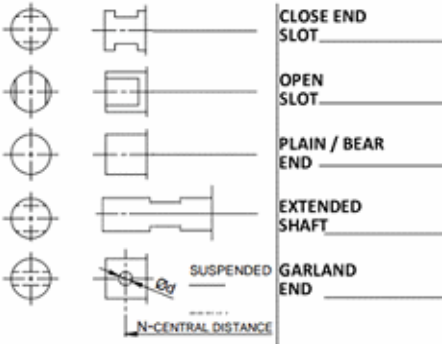 CLOSE END
SLOT
OPEN
SLOT
PLAIN / BEAR
END
EXTENDED
SHAFT
SUSPENDED
GARLAND
END
Ød
N-CENTRAL DISTANCE